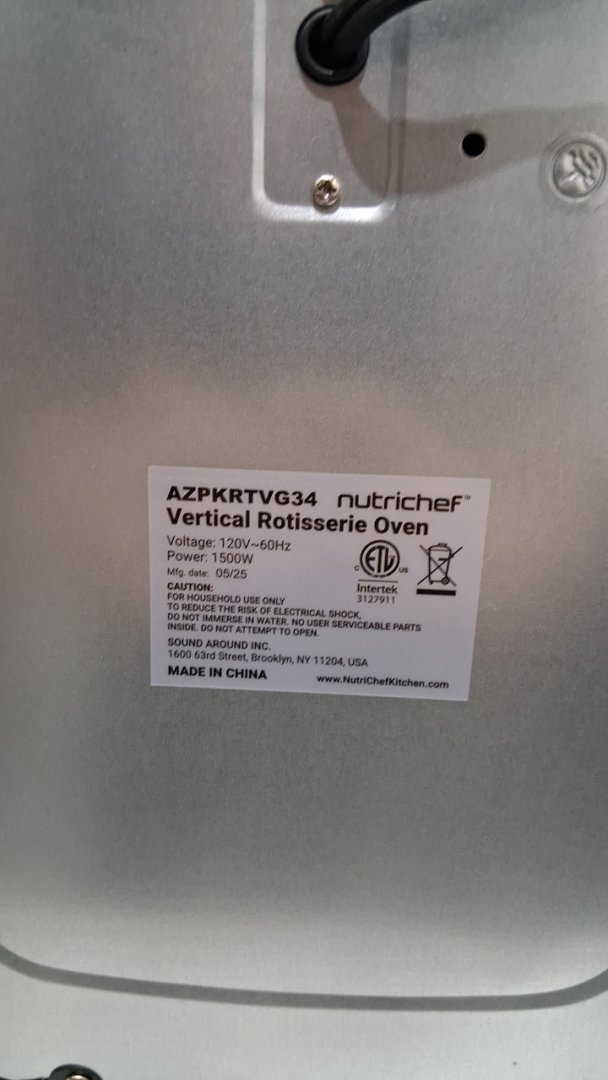 AZPKRTVG34 nutrichef™
Vertical Rotisserie Oven
Voltage: 120V~60Hz
Power: 1500W
Mfg. date: 05/25
ETL
C US
Intertek
3127911
CAUTION:
FOR HOUSEHOLD USE ONLY
TO REDUCE THE RISK OF ELECTRICAL SHOCK,
DO NOT IMMERSE IN WATER. NO USER SERVICEABLE PARTS
INSIDE. DO NOT ATTEMPT TO OPEN.
SOUND AROUND INC.
1600 63rd Street, Brooklyn, NY 11204, USA
MADE IN CHINA www.NutriChefKitchen.com